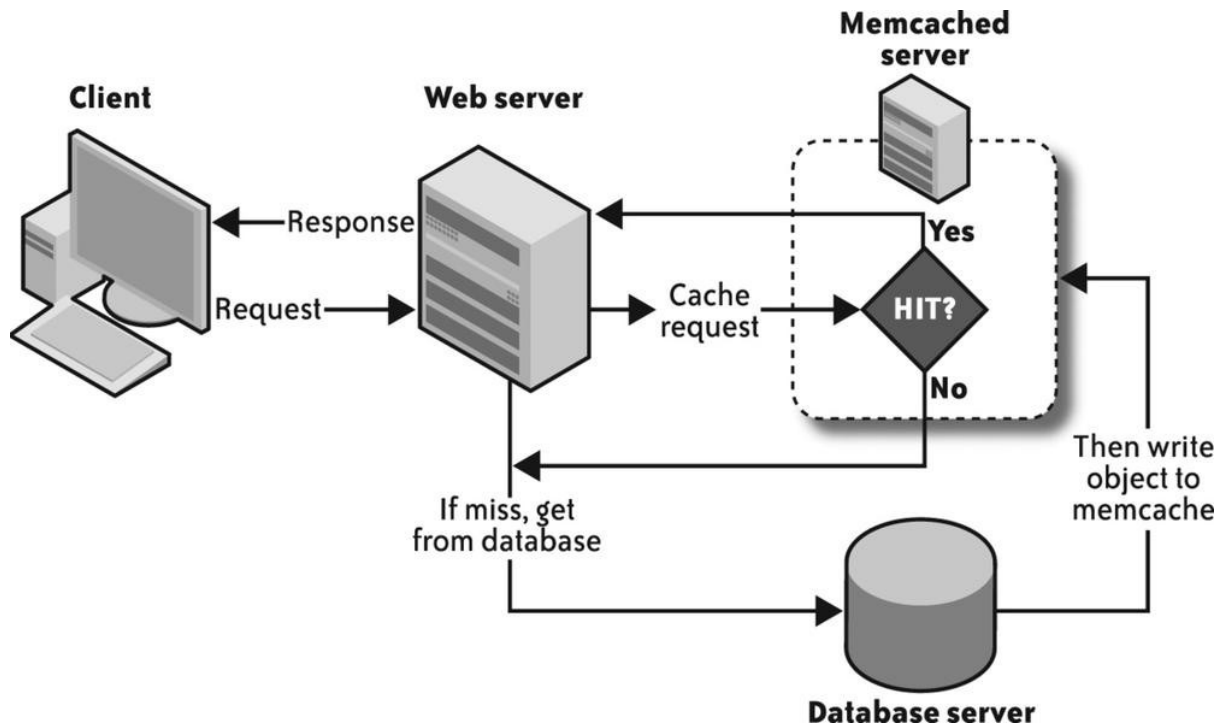 Memcached
server
Client
Web server
Response
Yes
Request
Cache
request
HIT?
No
Then write
object to
memcache
If miss, get
from database
Database server